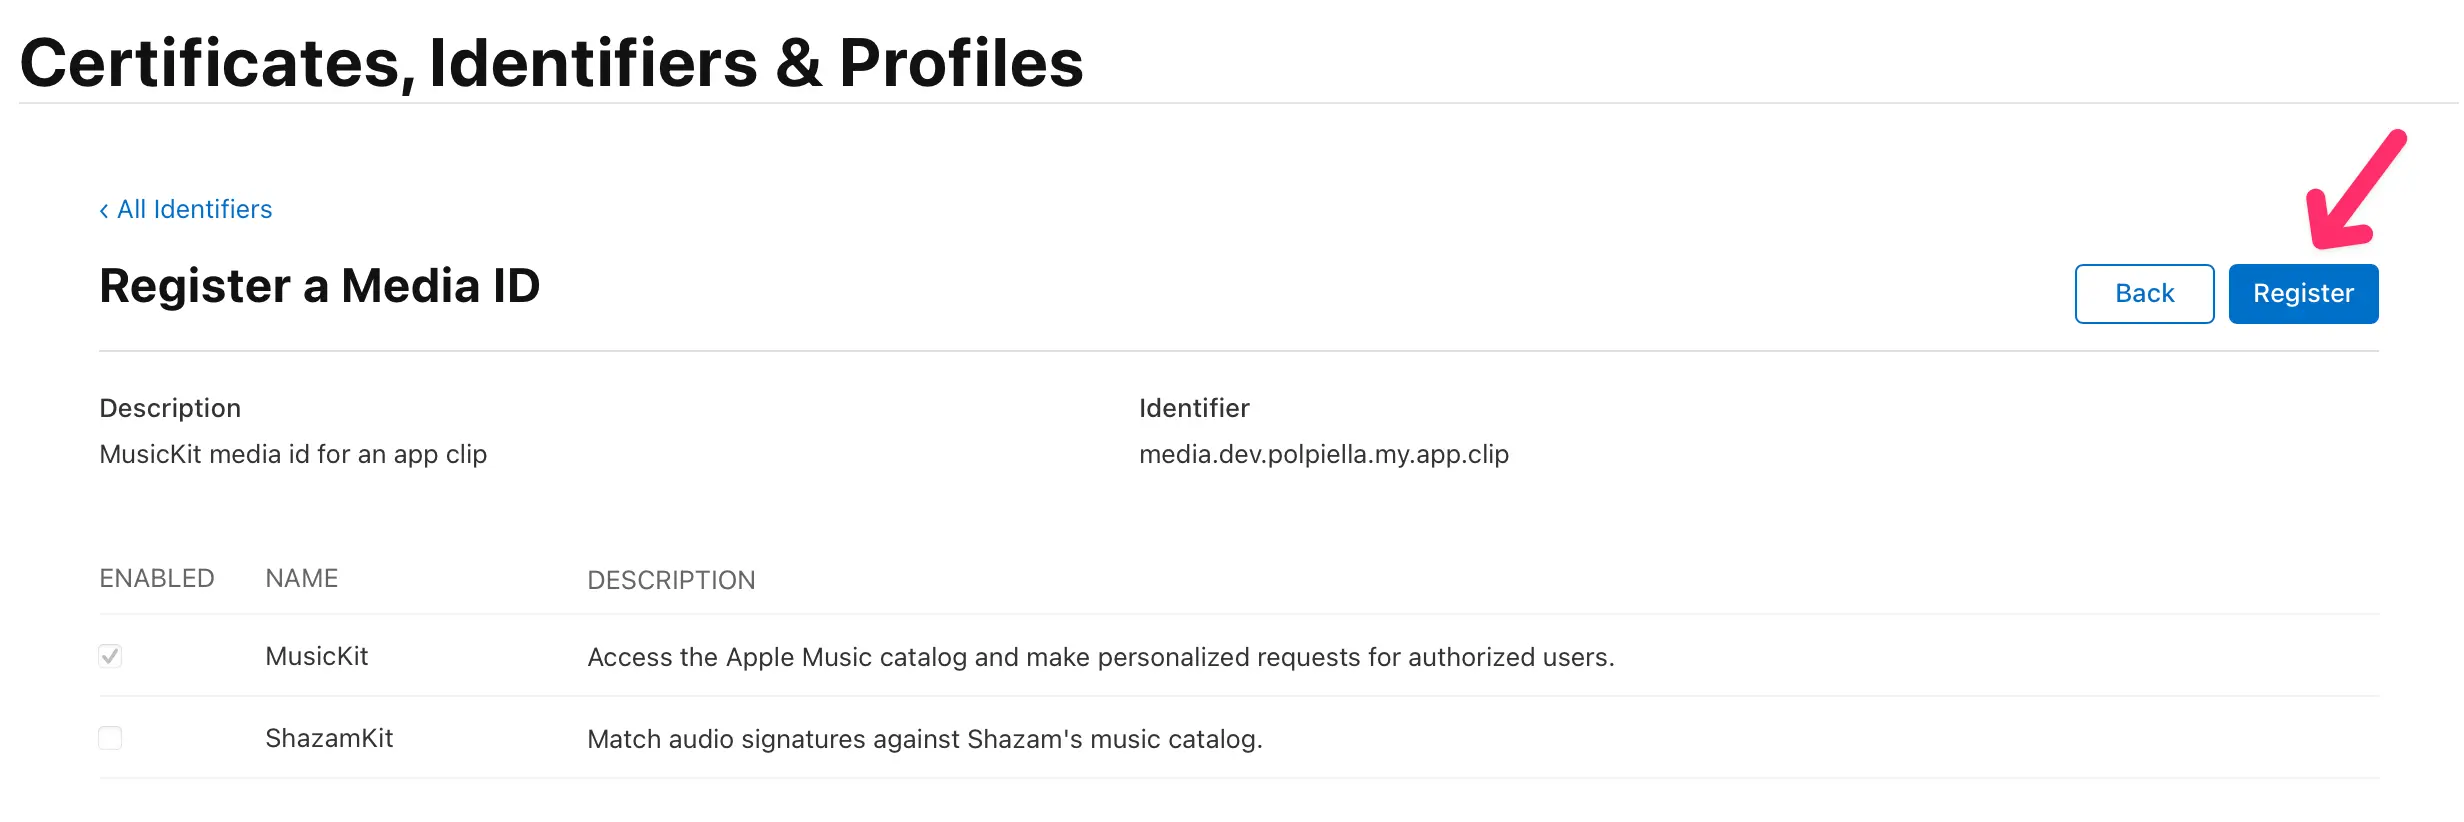 Certificates, Identifiers & Profiles
‹ All Identifiers
Register a Media ID
Back
Register
Description
Identifier
MusicKit media id for an app clip
media.dev.polpiella.my.app.clip
ENABLED NAME DESCRIPTION
MusicKit Access the Apple Music catalog and make personalized requests for authorized users.
ShazamKit Match audio signatures against Shazam's music catalog.